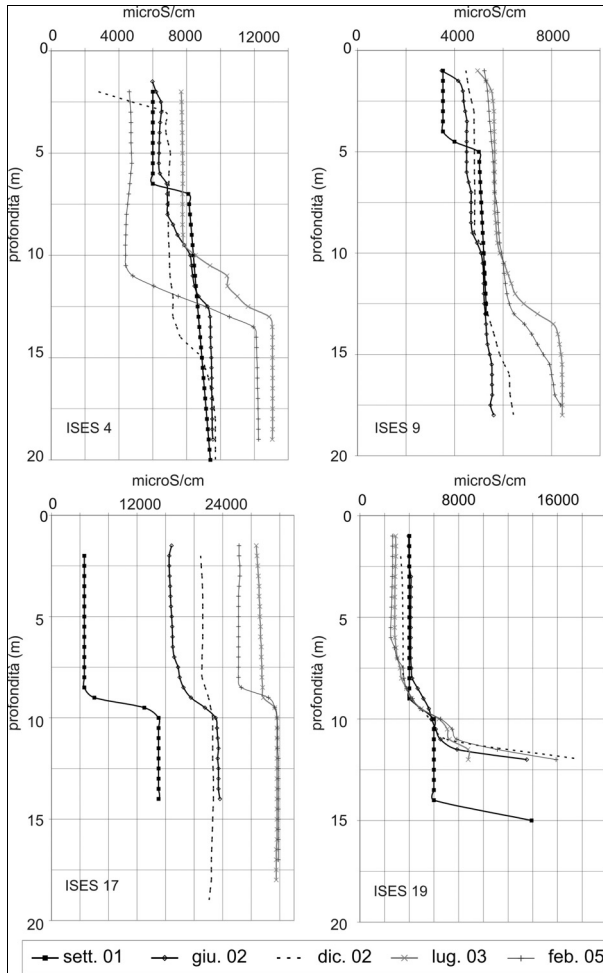 microS/cm
4000 8000 13000
0
5
10
15
20
profondità (m)
ISES 4
microS/cm
0 4000 8000
0
5
10
15
20
profondità (m)
ISES 9
microS/cm
12000 24000
0
5
10
15
20
profondità (m)
ISES 17
microS/cm
0 8000 16000
0
5
10
15
20
profondità (m)
ISES 19
sett. 01 giu. 02 dic. 02 lug. 03 feb. 05